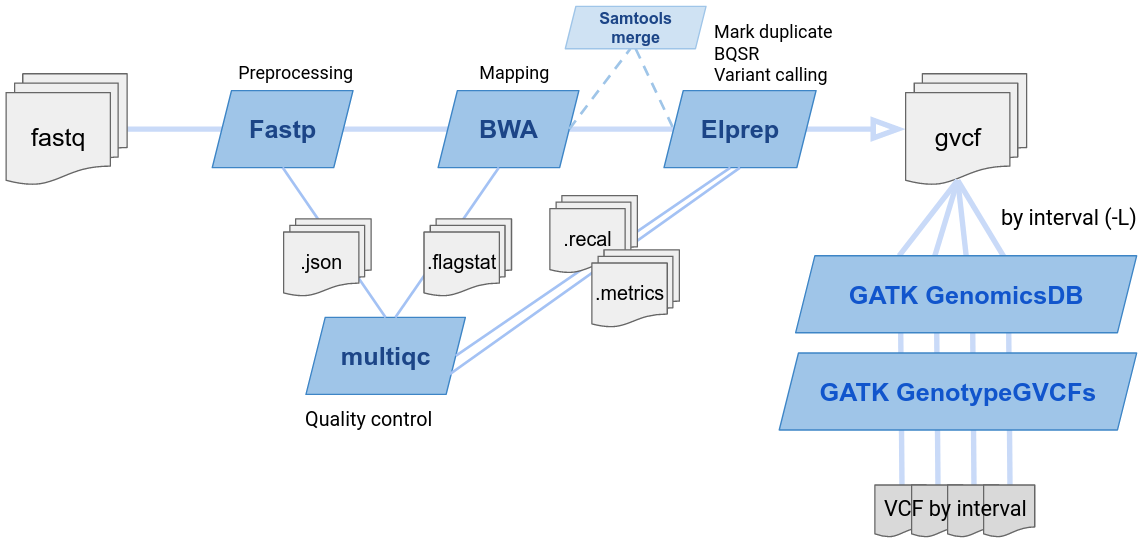 Samtools
merge
Mark duplicate
BQSR
Variant calling
Preprocessing
Mapping
fastq
Fastp
BWA
Elprep
gvcf
by interval (-L)
.json
.flagstat
.recal
.metrics
GATK GenomicsDB
multiqc
GATK GenotypeGVCFs
Quality control
VCF by interval